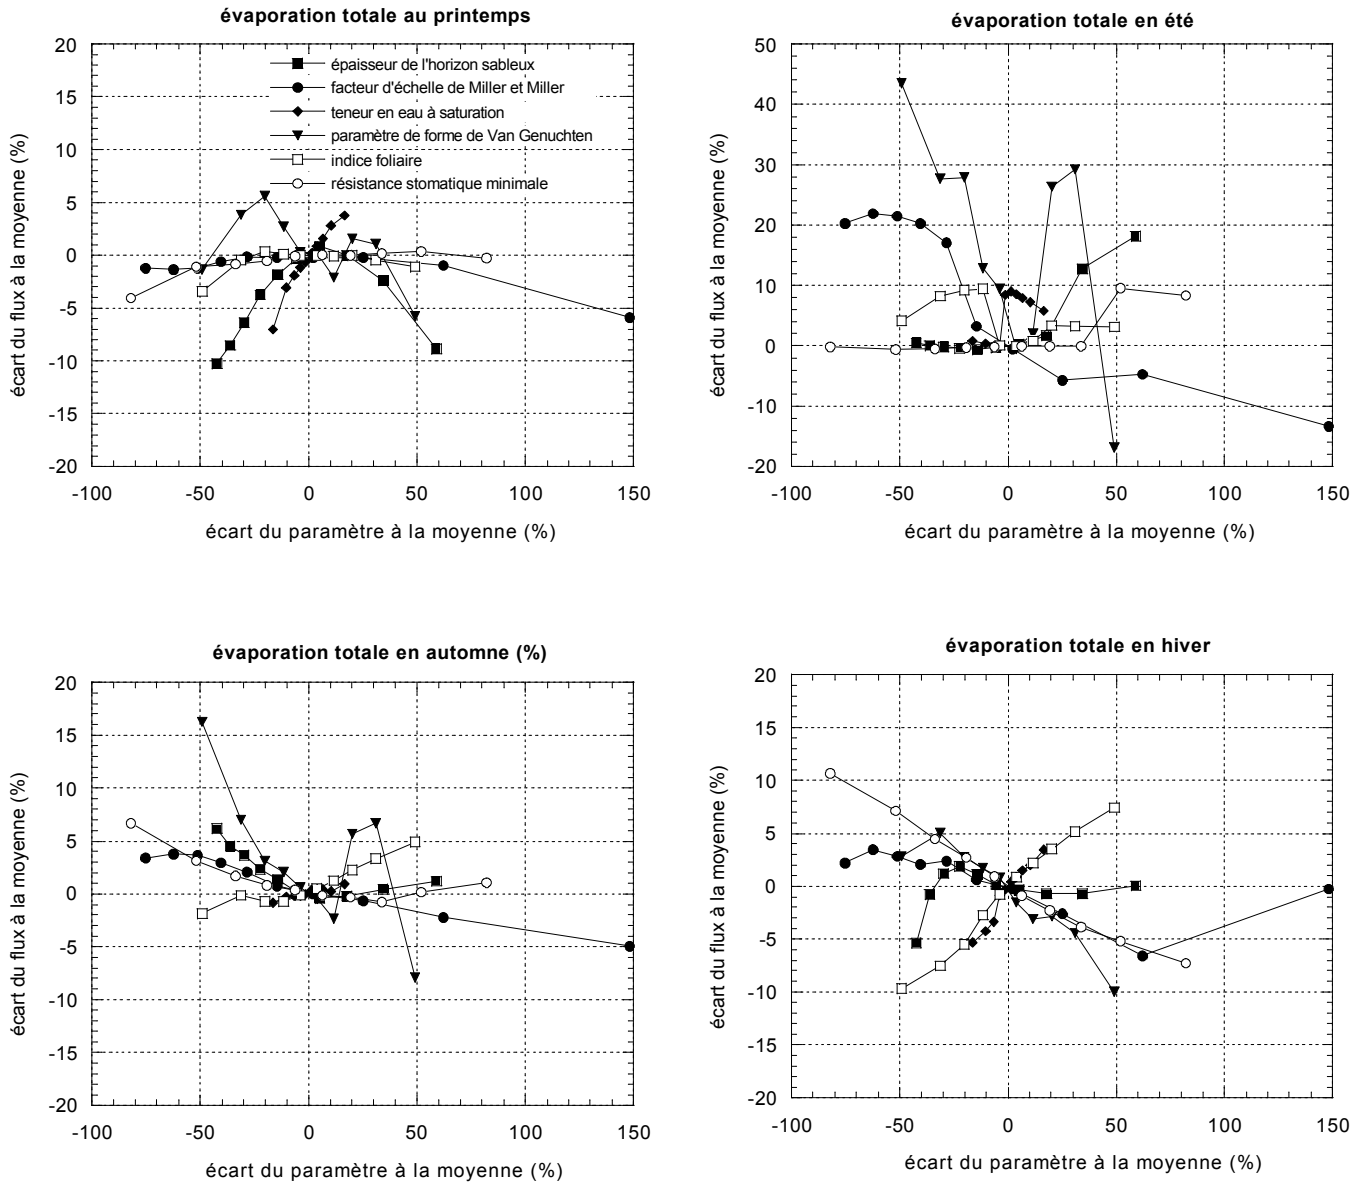 évaporation totale au printemps
20
15
10
5
0
-5
-10
-15
-20
écart du flux à la moyenne (%)
épaisseur de l'horizon sableux
facteur d'échelle de Miller et Miller
teneur en eau à saturation
paramètre de forme de Van Genuchten
indice foliaire
résistance stomatique minimale
-100 -50 0 50 100 150
écart du paramètre à la moyenne (%)
évaporation totale en été
50
40
30
20
10
0
-10
-20
écart du flux à la moyenne (%)
-100 -50 0 50 100 150
écart du paramètre à la moyenne (%)
évaporation totale en automne (%)
20
15
10
5
0
-5
-10
-15
-20
écart du flux à la moyenne (%)
-100 -50 0 50 100 150
écart du paramètre à la moyenne (%)
évaporation totale en hiver
20
15
10
5
0
-5
-10
-15
-20
écart du flux à la moyenne (%)
-100 -50 0 50 100 150
écart du paramètre à la moyenne (%)